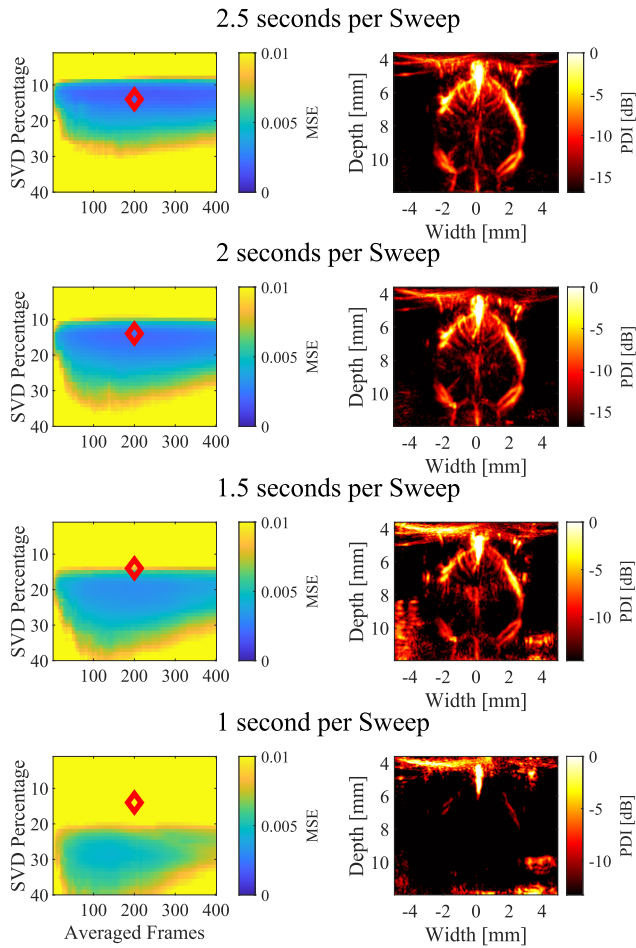 2.5 seconds per Sweep
SVD Percentage
10
20
30
40
100 200 300 400
0.01
0.005
0
MSE
Depth [mm]
4
6
8
10
-4 -2 0 2 4
Width [mm]
0
-5
-10
-15
PDI [dB]
2 seconds per Sweep
SVD Percentage
10
20
30
40
100 200 300 400
0.01
0.005
0
MSE
Depth [mm]
4
6
8
10
-4 -2 0 2 4
Width [mm]
0
-5
-10
-15
PDI [dB]
1.5 seconds per Sweep
SVD Percentage
10
20
30
40
100 200 300 400
0.01
0.005
0
MSE
Depth [mm]
4
6
8
10
-4 -2 0 2 4
Width [mm]
0
-5
-10
PDI [dB]
1 second per Sweep
SVD Percentage
10
20
30
40
100 200 300 400
Averaged Frames
0.01
0.005
0
MSE
Depth [mm]
4
6
8
10
-4 -2 0 2 4
Width [mm]
0
-5
-10
PDI [dB]